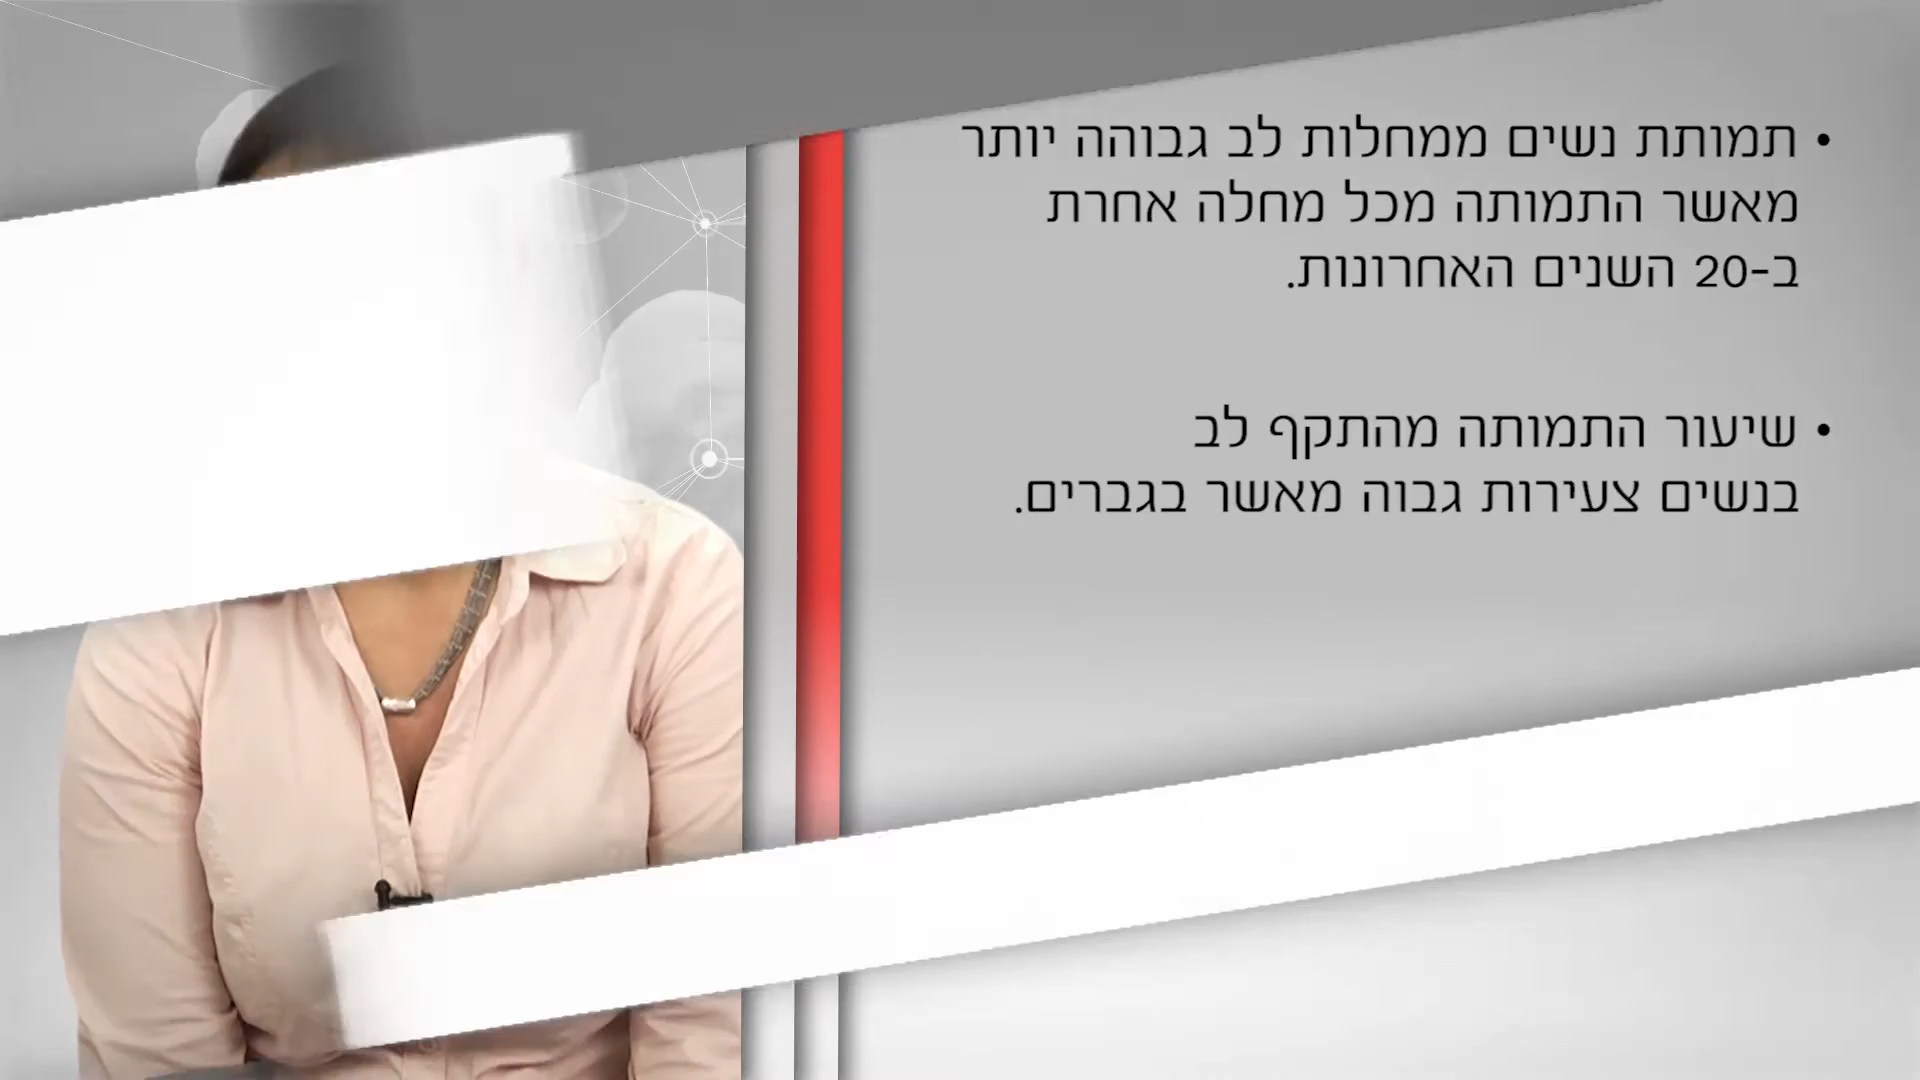 • תמותת נשים ממחלות לב גבוהה יותר
מאשר התמותה מכל מחלה אחרת
ב-20 השנים האחרונות.
• שיעור התמותה מהתקף לב
בנשים צעירות גבוה מאשר בגברים.